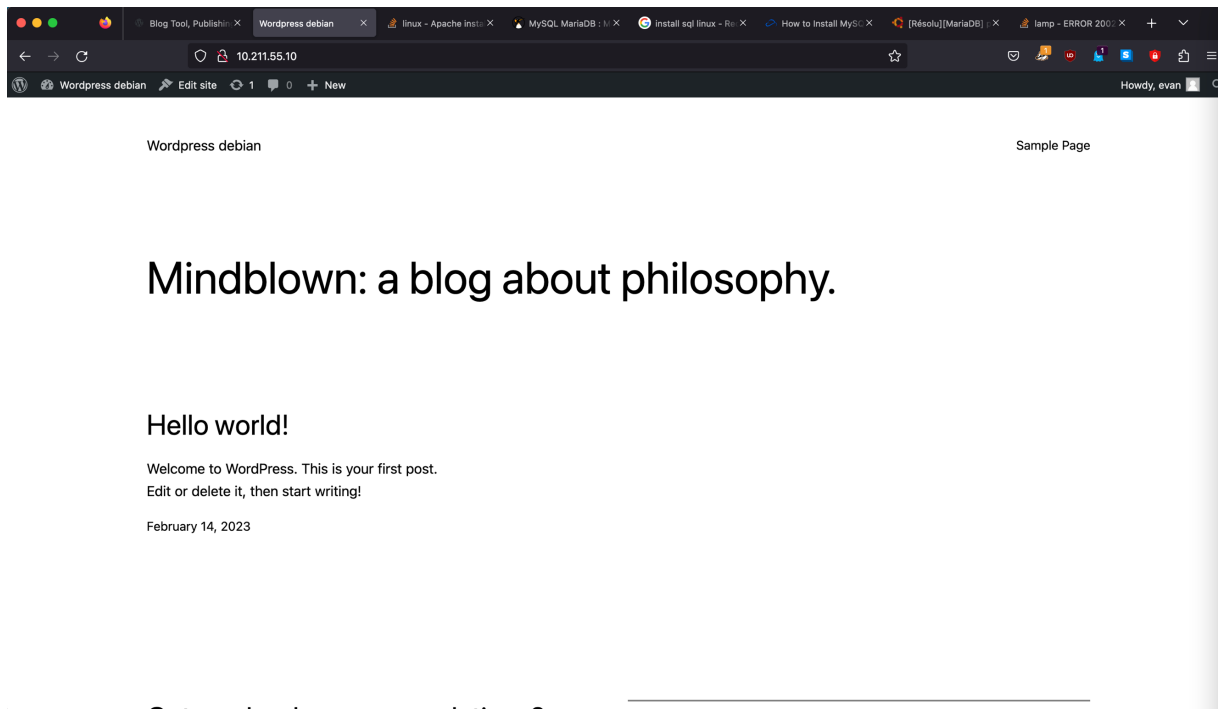 Blog Tool, Publishin
Wordpress debian
linux - Apache insta
MySQL MariaDB : M
install sql linux - Re
How to Install MySQ
[Résolu][MariaDB]
lamp - ERROR 2002
10.211.55.10
Wordpress debian Edit site 1 0 + New Howdy, evan
Wordpress debian Sample Page
Mindblown: a blog about philosophy.
Hello world!
Welcome to WordPress. This is your first post.
Edit or delete it, then start writing!
February 14, 2023